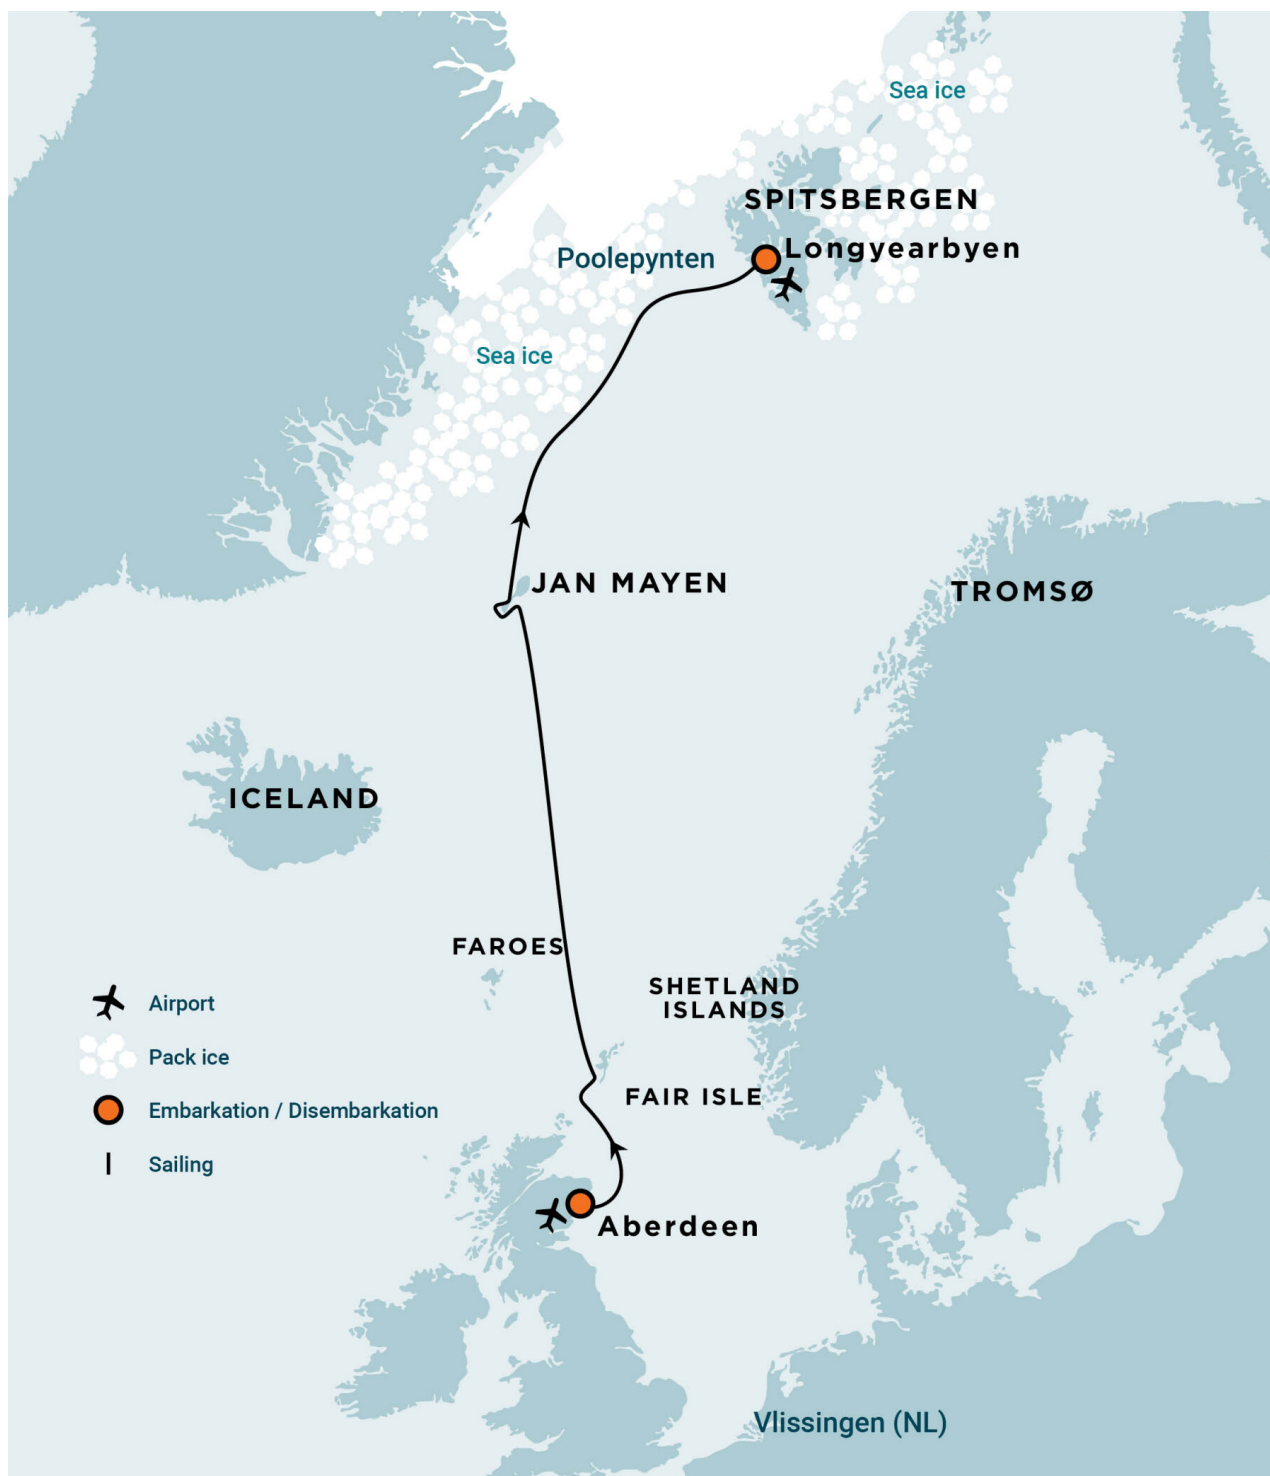 Sea ice
SPITSBERGEN
Longyearbyen
Poolepynten
Sea ice
JAN MAYEN
TROMSØ
ICELAND
FAROES
SHETLAND
ISLANDS
Airport
Pack ice
FAIR ISLE
Embarkation / Disembarkation
Sailing
Aberdeen
Vlissingen (NL)